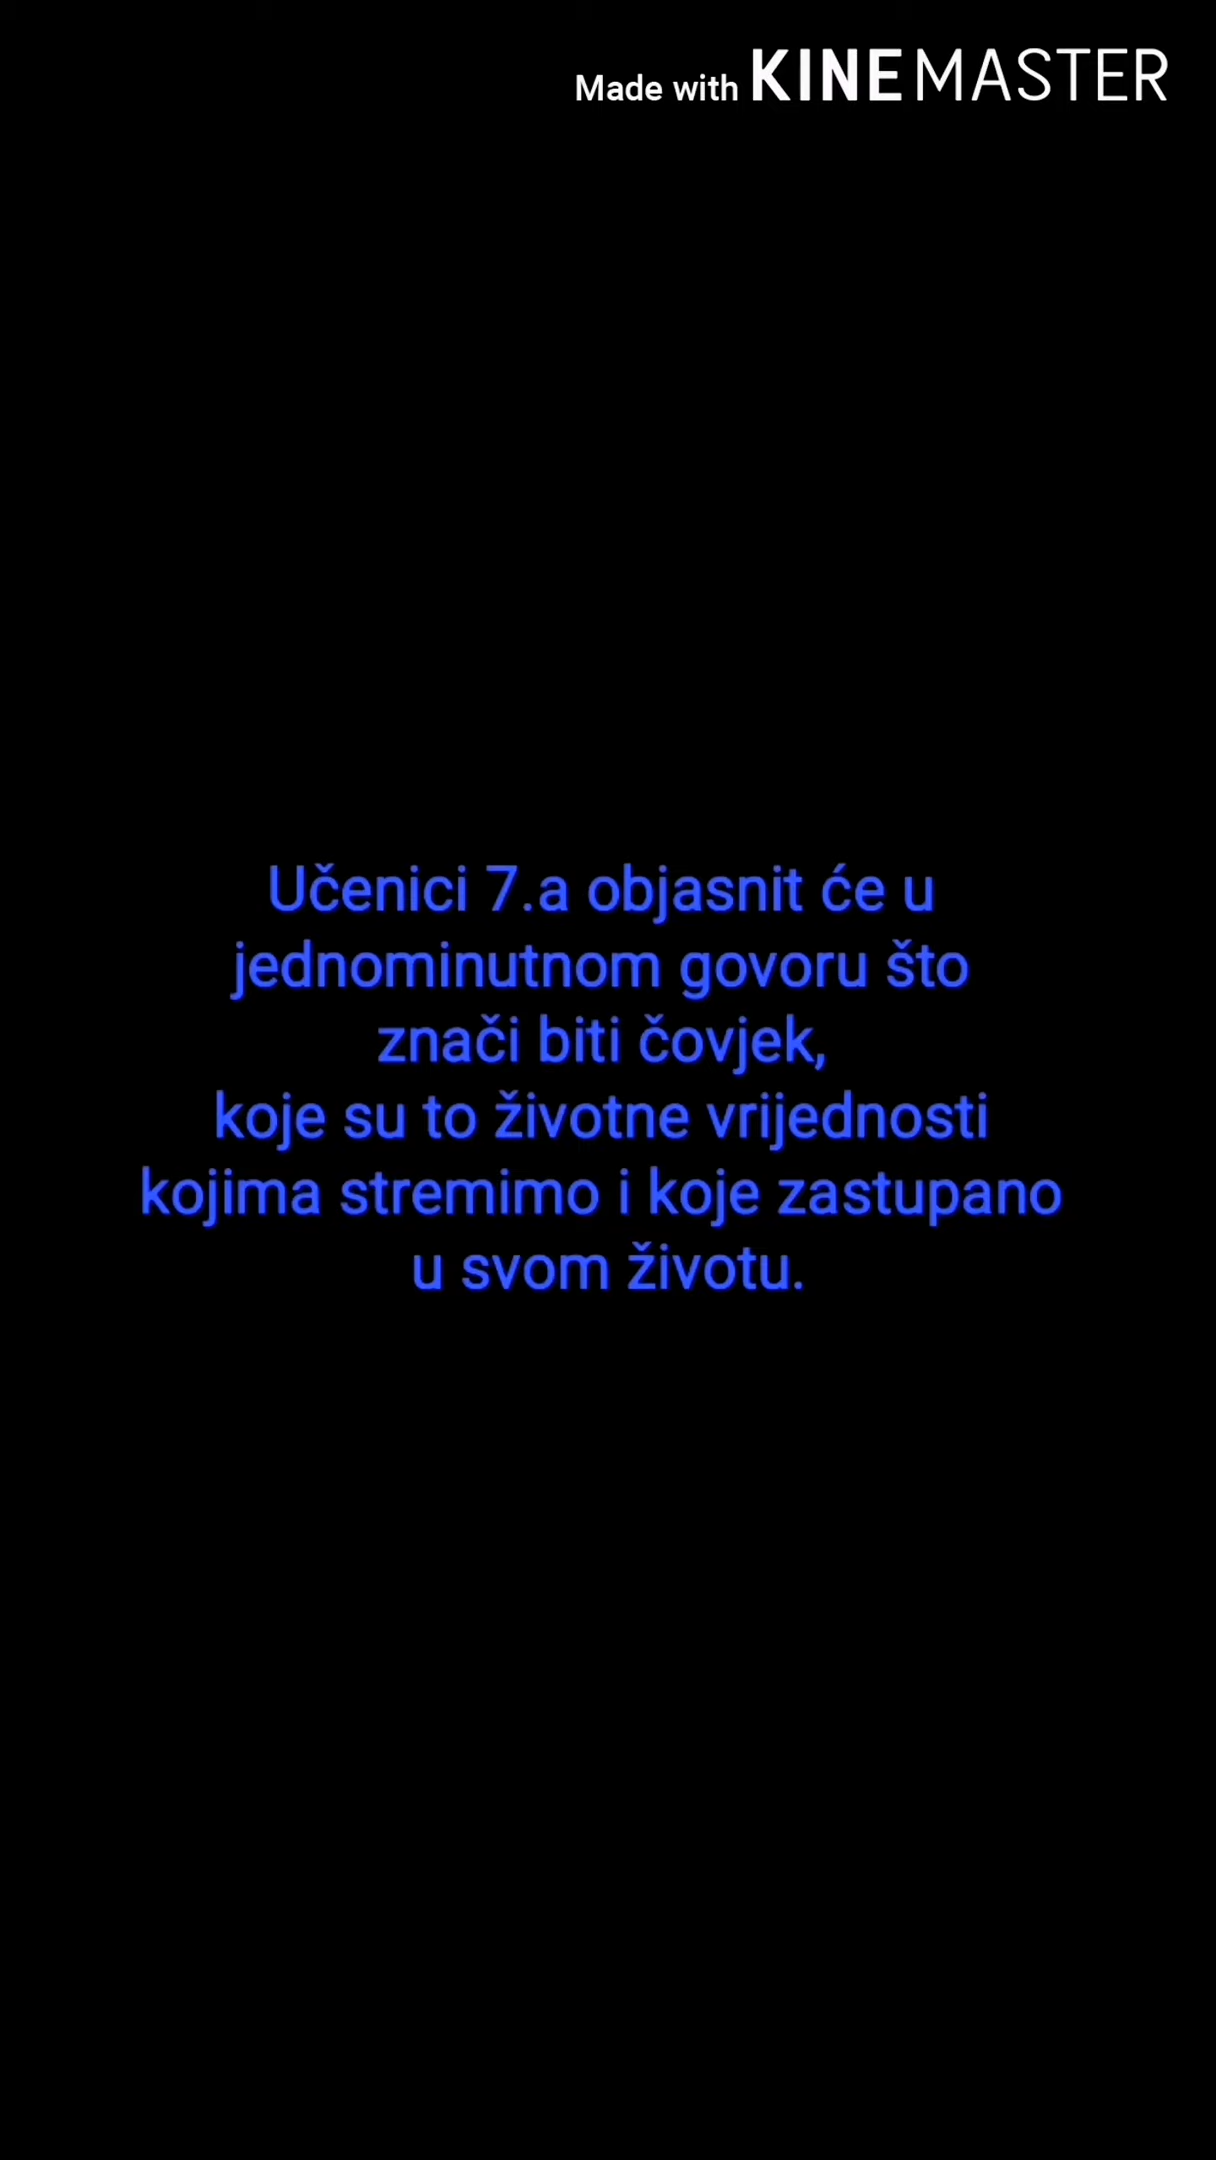 Made with KINEMASTER
Učenici 7.a objasnit će u
jednominutnom govoru što
znači biti čovjek,
koje su to životne vrijednosti
kojima stremimo i koje zastupano
u svom životu.